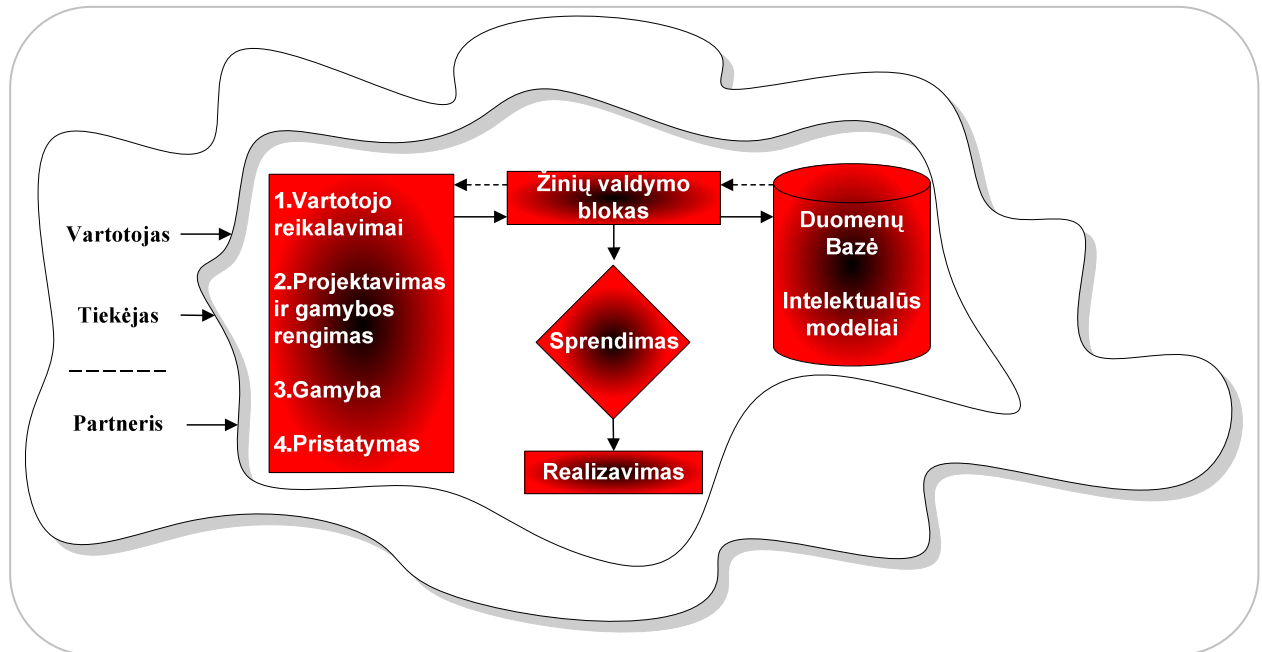 Vartotojas
Tiekėjas
Partneris
1.Vartotojo
reikalavimai
2.Projektavimas
ir gamybos
rengimas
3.Gamyba
4.Pristatymas
Žinių valdymo
blokas
Sprendimas
Realizavimas
Duomenų
Bazė
Intelektualūs
modeliai